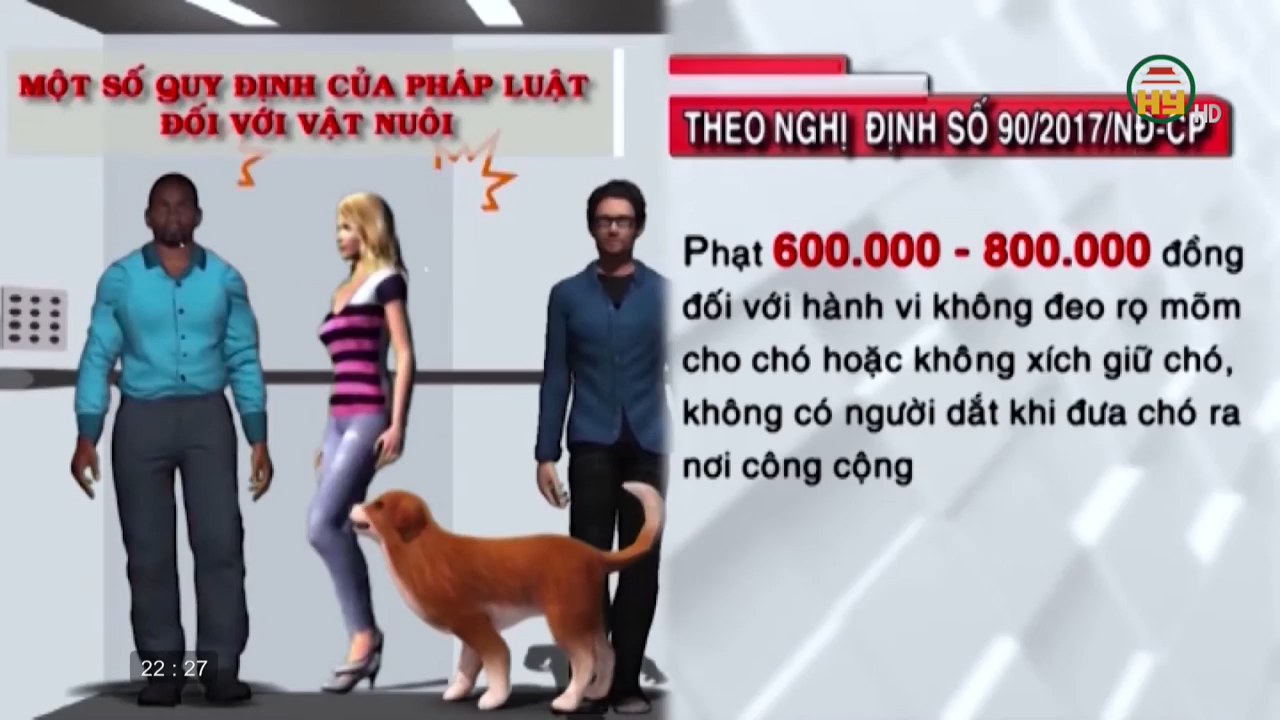 MỘT SỐ QUY ĐỊNH CỦA PHÁP LUẬT
ĐỐI VỚI VẬT NUÔI
THEO NGHỊ ĐỊNH SỐ 90/2017/NĐ-CP
HY HD
Phạt 600.000 - 800.000 đồng
đối với hành vi không đeo rọ mõm
cho chó hoặc không xích giữ chó,
không có người dắt khi đưa chó ra
nơi công cộng
22 : 27